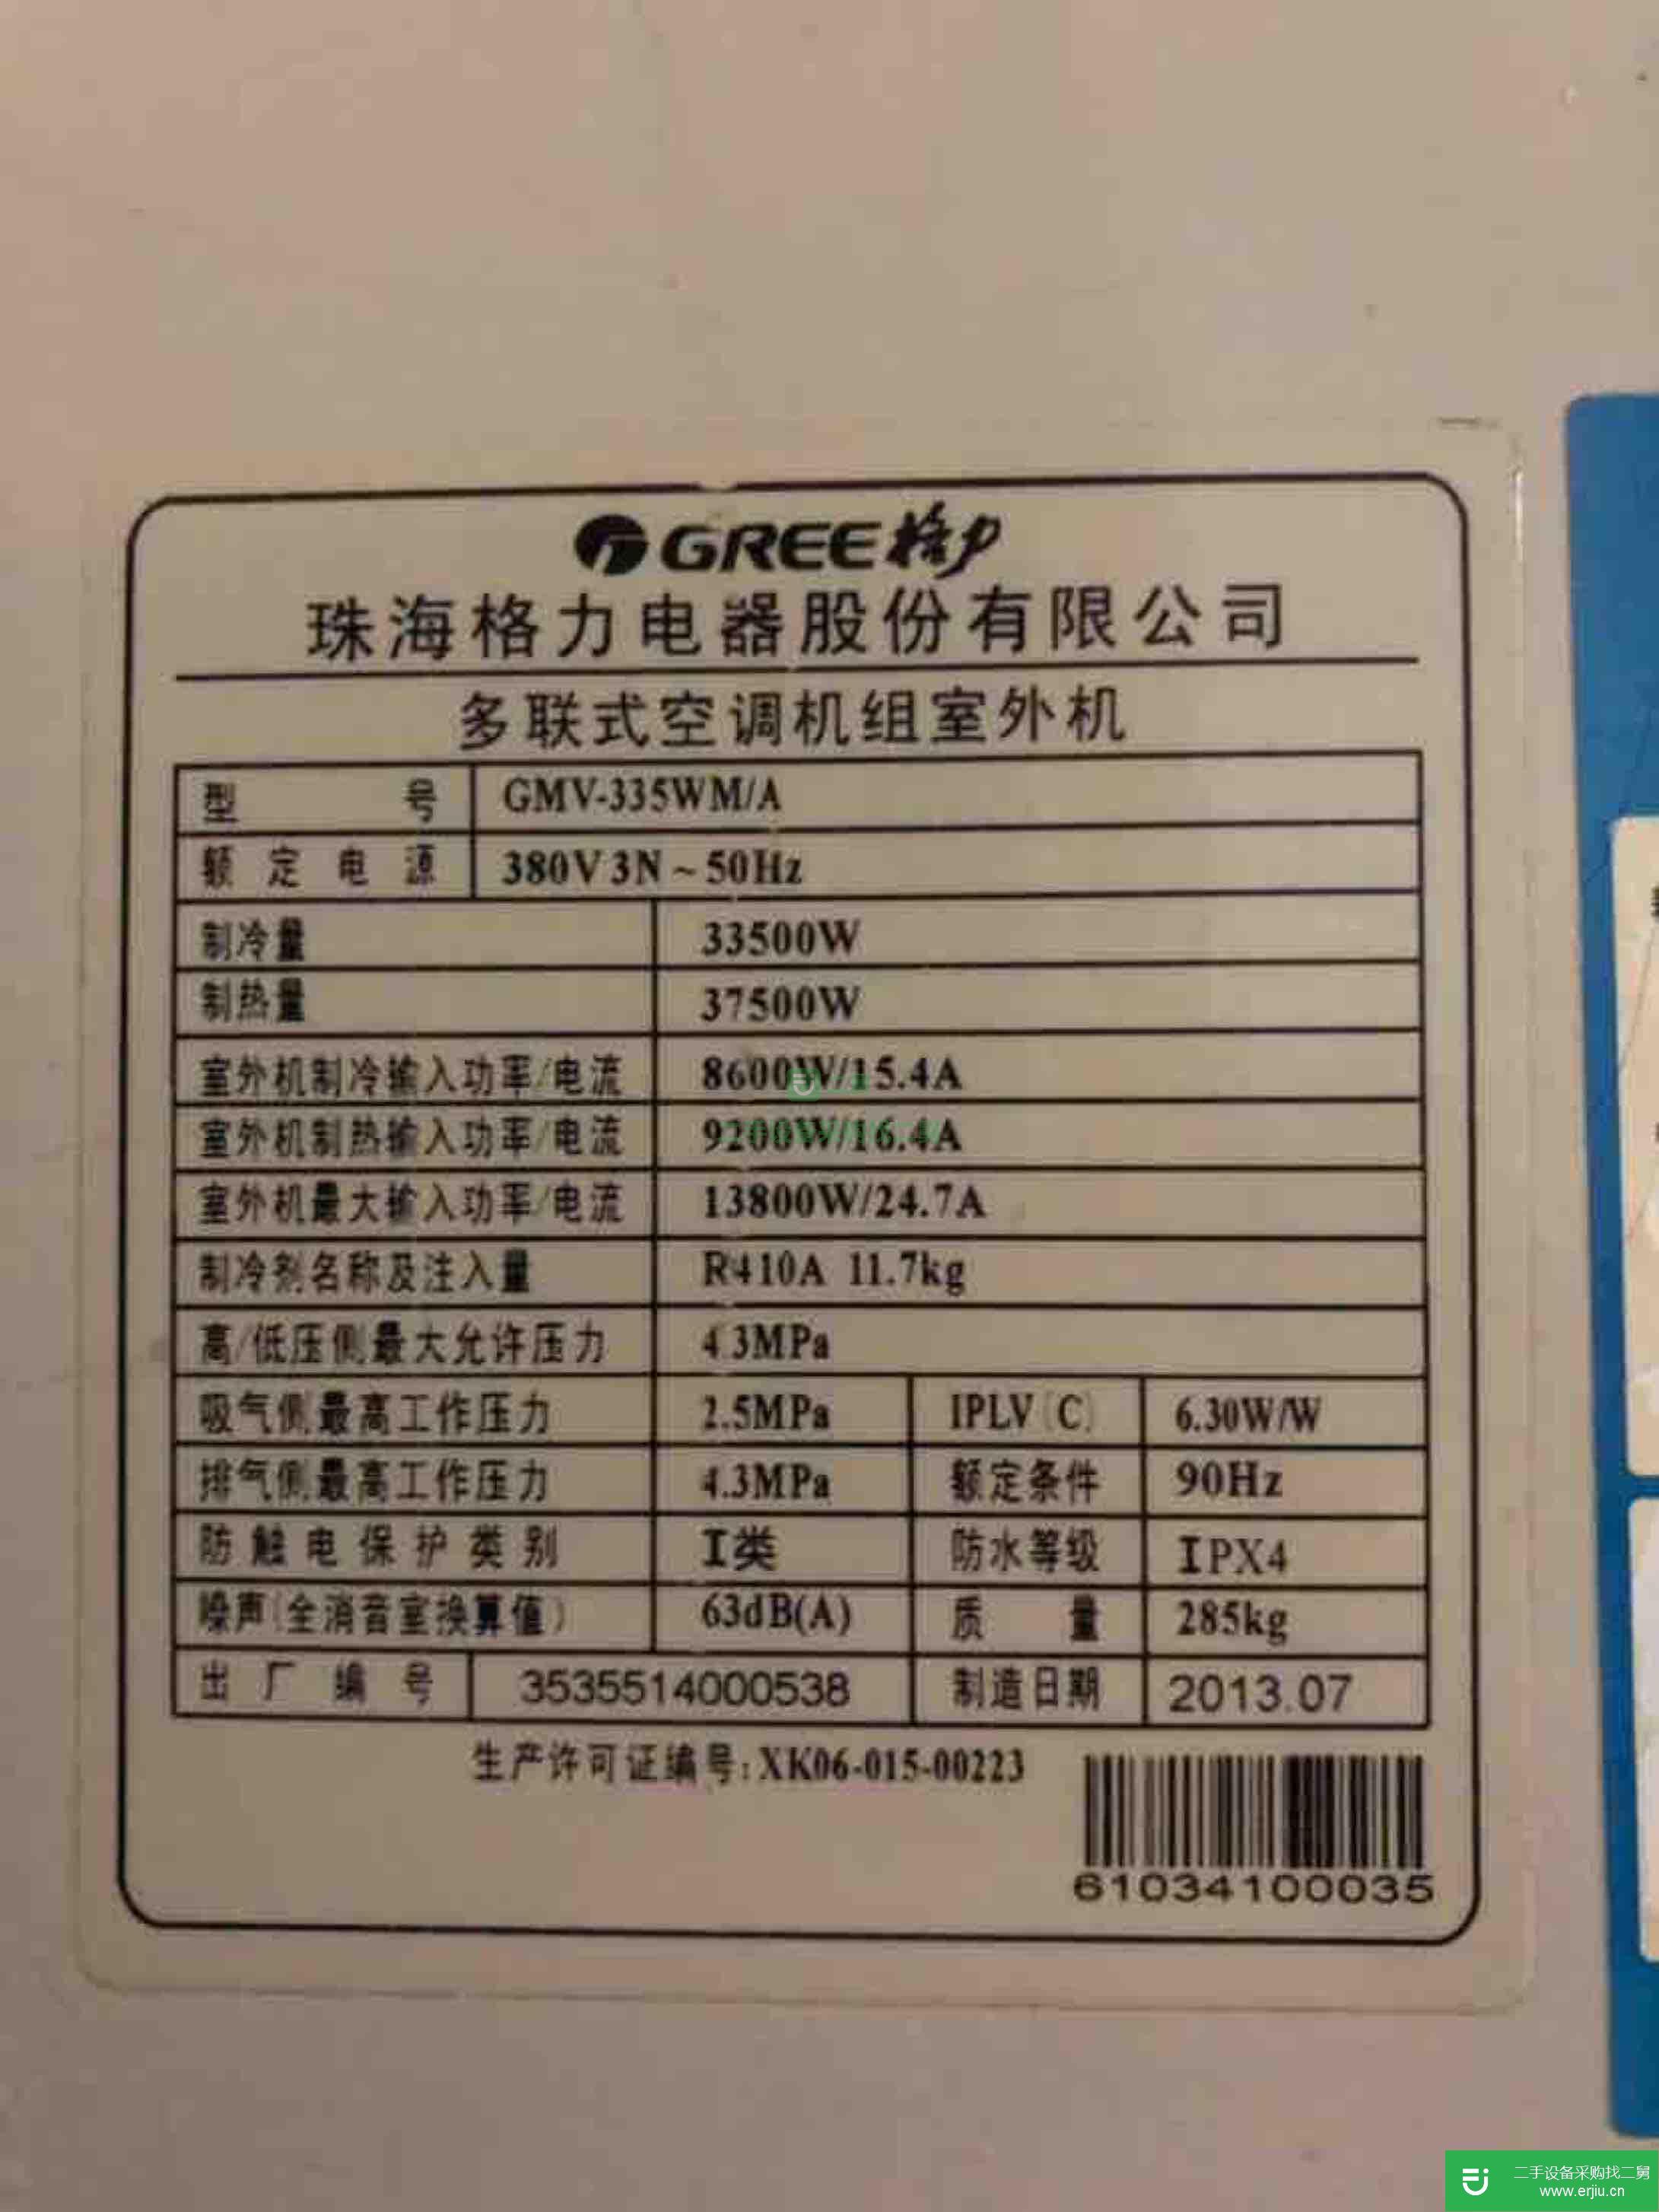 GREE格力
珠海格力电器股份有限公司
多联式空调机组室外机
型号 GMV-335WM/A
额定电源 380V 3N ~ 50Hz
制冷量 33500W
制热量 37500W
室外机制冷输入功率/电流 8600W/15.4A
室外机制热输入功率/电流 9200W/16.4A
室外机最大输入功率/电流 13800W/24.7A
制冷剂名称及注入量 R410A 11.7kg
高/低压侧最大允许压力 4.3MPa
吸气侧最高工作压力 2.5MPa IPLV(C) 6.30W/W
排气侧最高工作压力 4.3MPa 额定条件 90Hz
防触电保护类别 I类 防水等级 IPX4
噪声(全消音室换算值) 63dB(A) 质量 285kg
出厂编号 3535514000538 制造日期 2013.07
生产许可证编号:XK06-015-00223
61034100035
二手设备采购找二舅
www.erjiu.cn